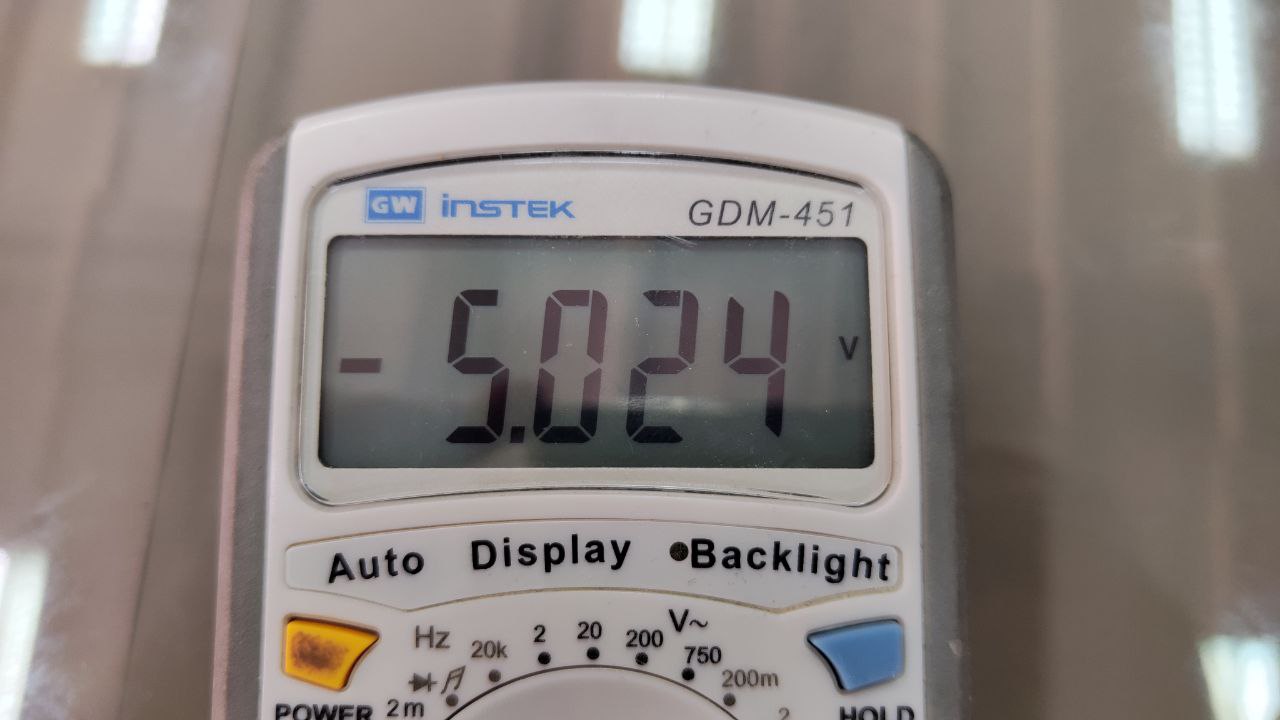 GW INSTEK GDM-451
- 5.024 V
Auto Display Backlight
Hz 20k 2 20 200 V~ 750 200m
POWER 2m 2 HOLD